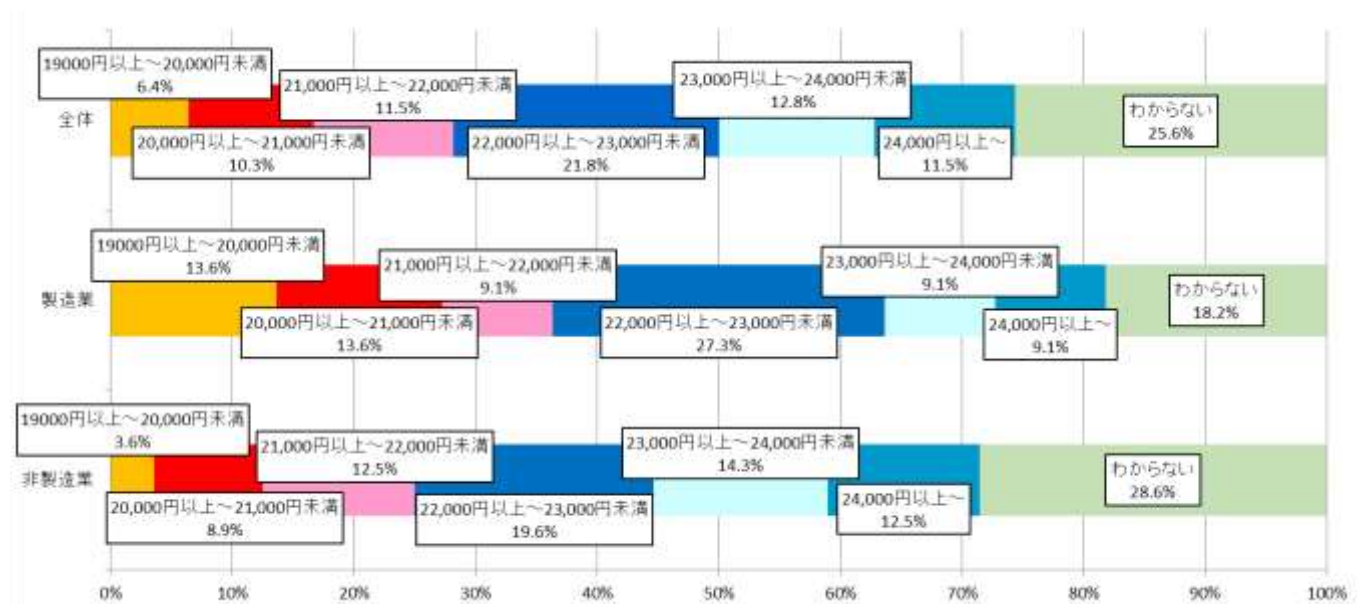 19000円以上～20,000円未満
6.4%
21,000円以上～22,000円未満
11.5%
23,000円以上～24,000円未満
12.8%
わからない
25.6%
全体
20,000円以上～21,000円未満
10.3%
22,000円以上～23,000円未満
21.8%
24,000円以上～
11.5%
19000円以上～20,000円未満
13.6%
21,000円以上～22,000円未満
9.1%
23,000円以上～24,000円未満
9.1%
わからない
18.2%
製造業
20,000円以上～21,000円未満
13.6%
22,000円以上～23,000円未満
27.3%
24,000円以上～
9.1%
19000円以上～20,000円未満
3.6%
21,000円以上～22,000円未満
12.5%
23,000円以上～24,000円未満
14.3%
わからない
28.6%
非製造業
20,000円以上～21,000円未満
8.9%
22,000円以上～23,000円未満
19.6%
24,000円以上～
12.5%
0% 10% 20% 30% 40% 50% 60% 70% 80% 90% 100%